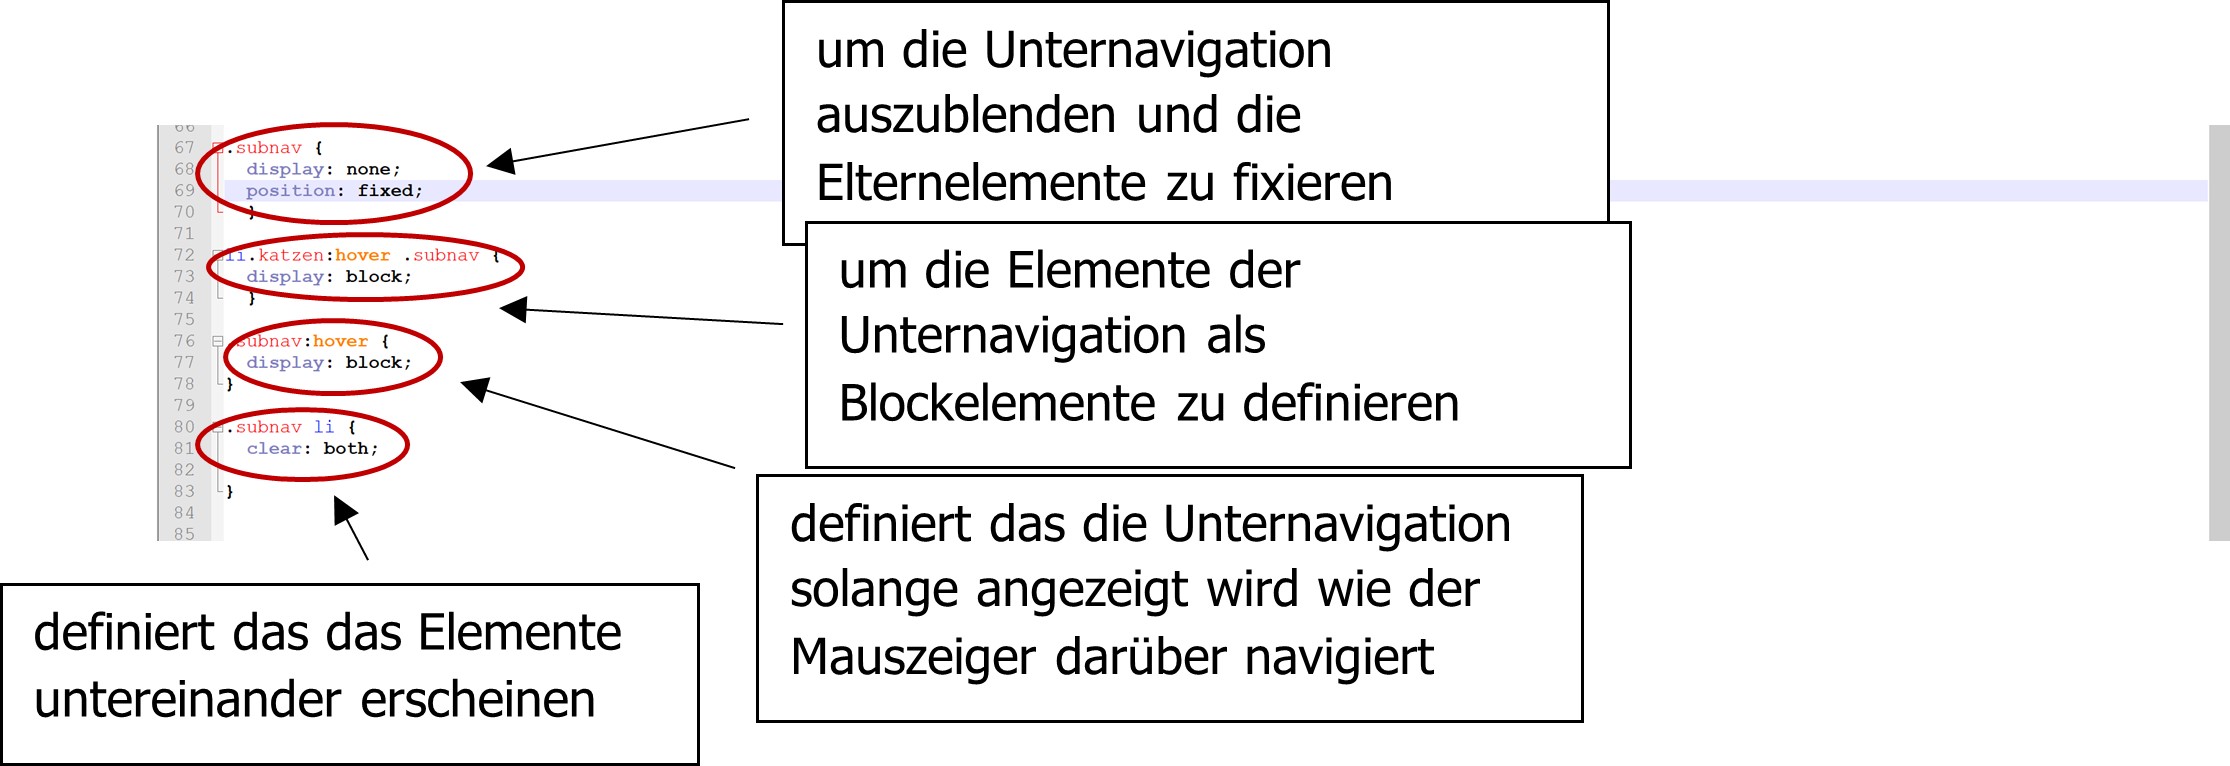 um die Unternavigation
auszublenden und die
Elternelemente zu fixieren
66
67 .subnav {
68 display: none;
69 position: fixed;
70 }
71
72 li.katzen:hover .subnav {
73 display: block;
74 }
75
76 .subnav:hover {
77 display: block;
78 }
79
80 .subnav li {
81 clear: both;
82
83 }
84
85
um die Elemente der
Unternavigation als
Blockelemente zu definieren
definiert das die Unternavigation
solange angezeigt wird wie der
Mauszeiger darüber navigiert
definiert das das Elemente
untereinander erscheinen